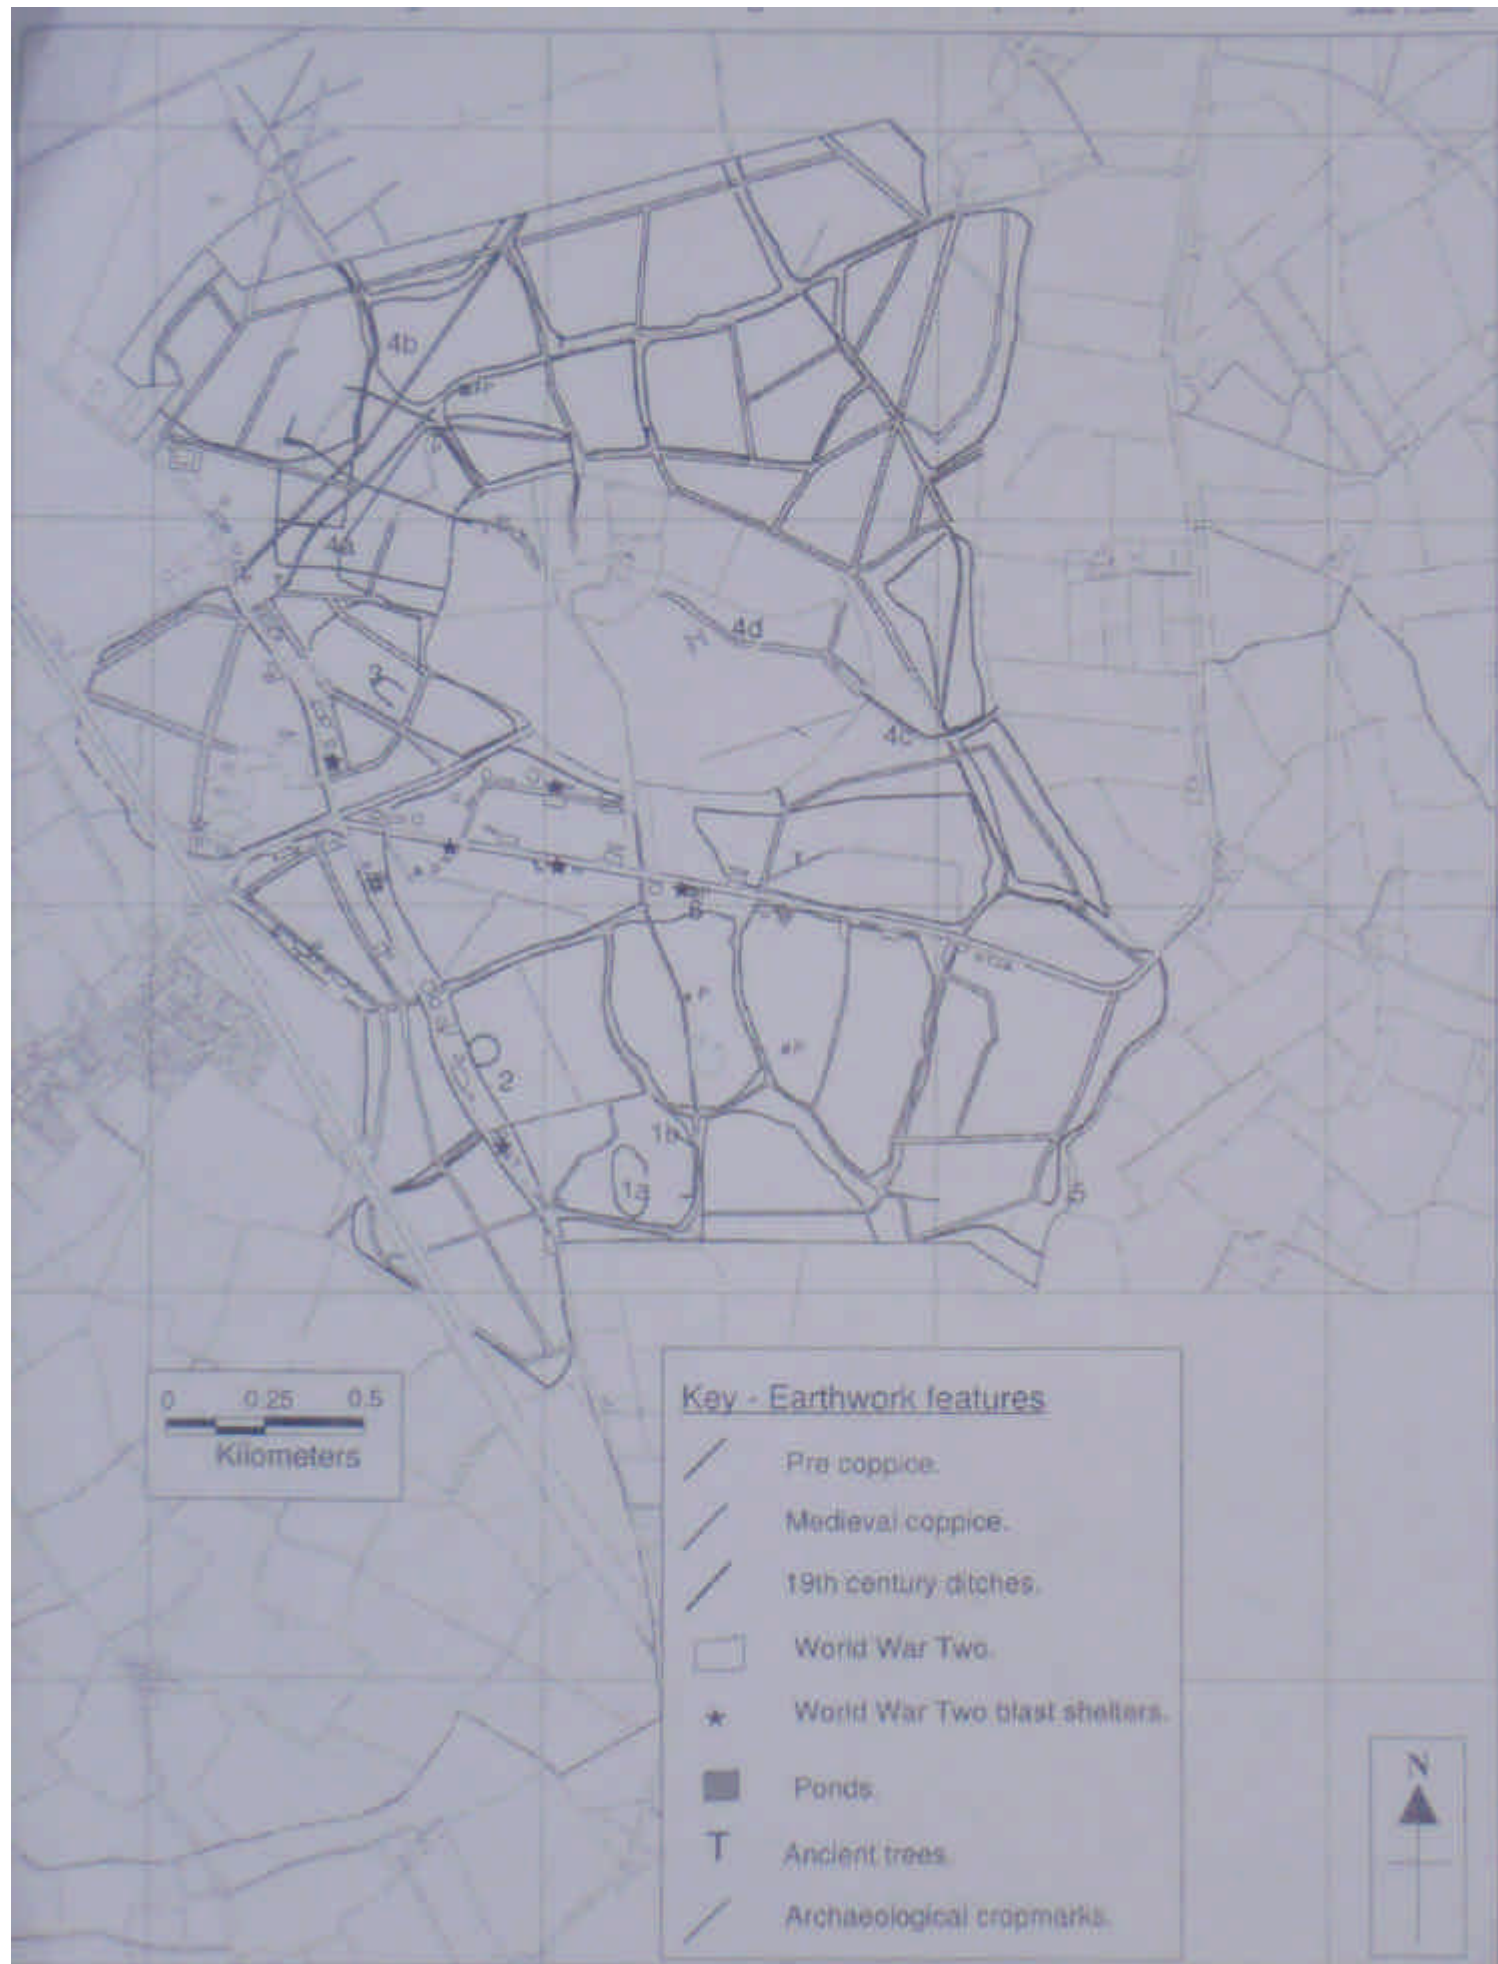 4b
4a
4d
3
4c
P
P
2
1b
1a
5
0 0.25 0.5
Kilometers
Key - Earthwork features
Pre coppice.
Medieval coppice.
19th century ditches.
World War Two.
World War Two blast shelters.
Ponds.
T Ancient trees.
Archaeological cropmarks.
N